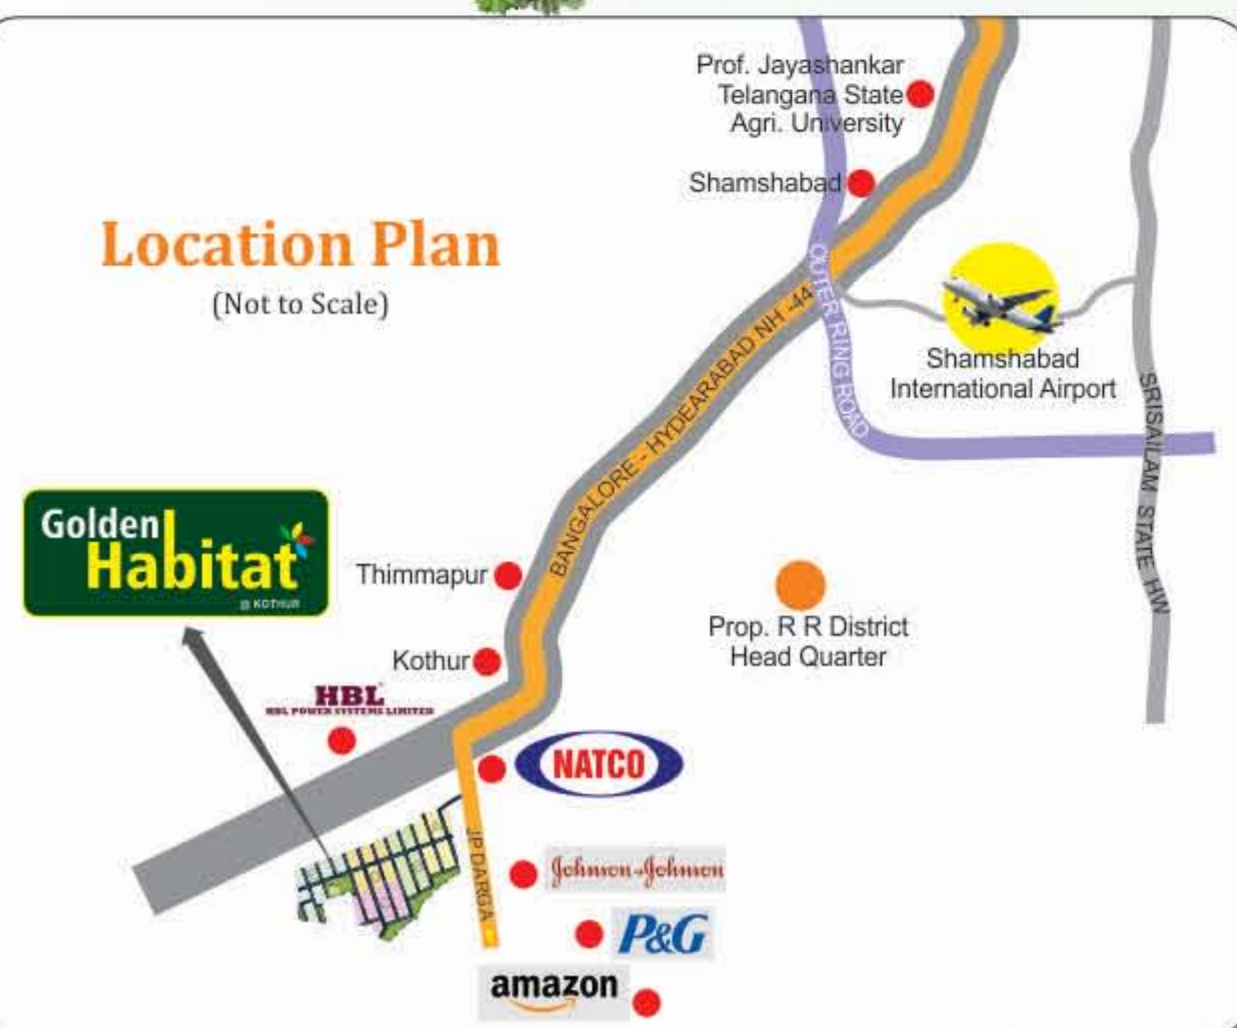 Prof. Jayashankar
Telangana State
Agri. University
Shamshabad
Location Plan
(Not to Scale)
OUTER RING ROAD
BANGALORE - HYDEARABAD NH -44
Shamshabad
International Airport
SRISAILAM STATE HW
Golden
Habitat
@ KOTHUR
Thimmapur
Prop. R R District
Head Quarter
Kothur
HBL
HBL POWER SYSTEMS LIMITED
NATCO
JP DARGA
Johnson+Johnson
P&G
amazon